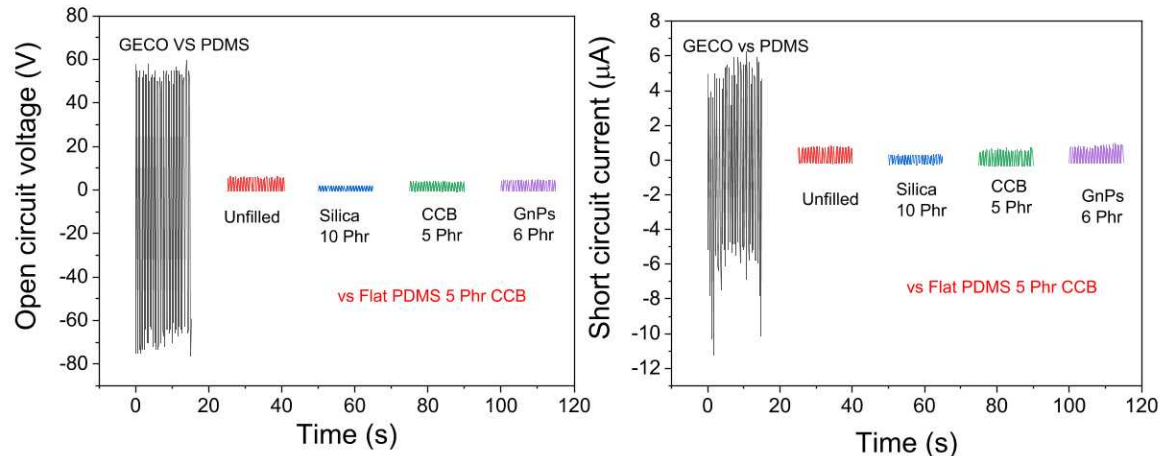 80
60
40
20
0
-20
-40
-60
-80
Open circuit voltage (V)
GECO VS PDMS
Unfilled
Silica
10 Phr
CCB
5 Phr
GnPs
6 Phr
vs Flat PDMS 5 Phr CCB
0 20 40 60 80 100 120
Time (s)
8
6
4
2
0
-2
-4
-6
-8
-10
-12
Short circuit current (μA)
GECO vs PDMS
Unfilled
Silica
10 Phr
CCB
5 Phr
GnPs
6 Phr
vs Flat PDMS 5 Phr CCB
0 20 40 60 80 100 120
Time (s)